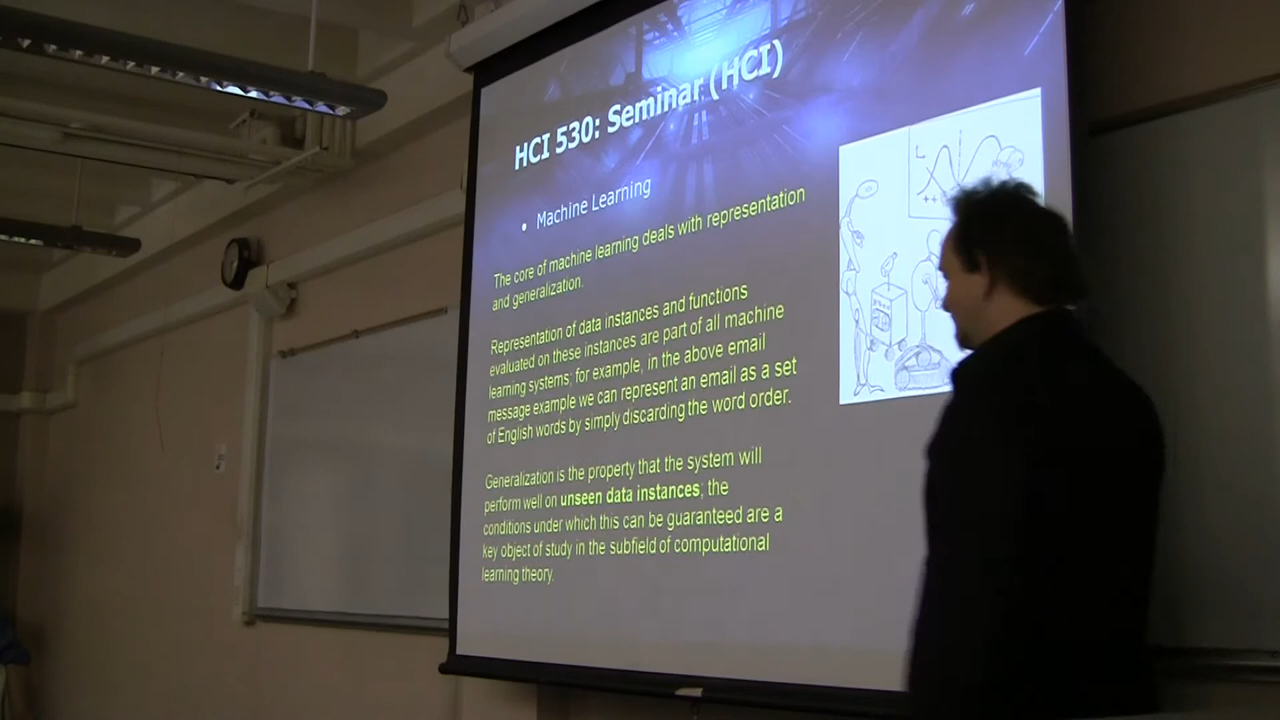 HCI 530: Seminar (HCI)
• Machine Learning
The core of machine learning deals with representation
and generalization.
Representation of data instances and functions
evaluated on these instances are part of all machine
learning systems; for example, in the above email
message example we can represent an email as a set
of English words by simply discarding the word order.
Generalization is the property that the system will
perform well on unseen data instances; the
conditions under which this can be guaranteed are a
key object of study in the subfield of computational
learning theory.